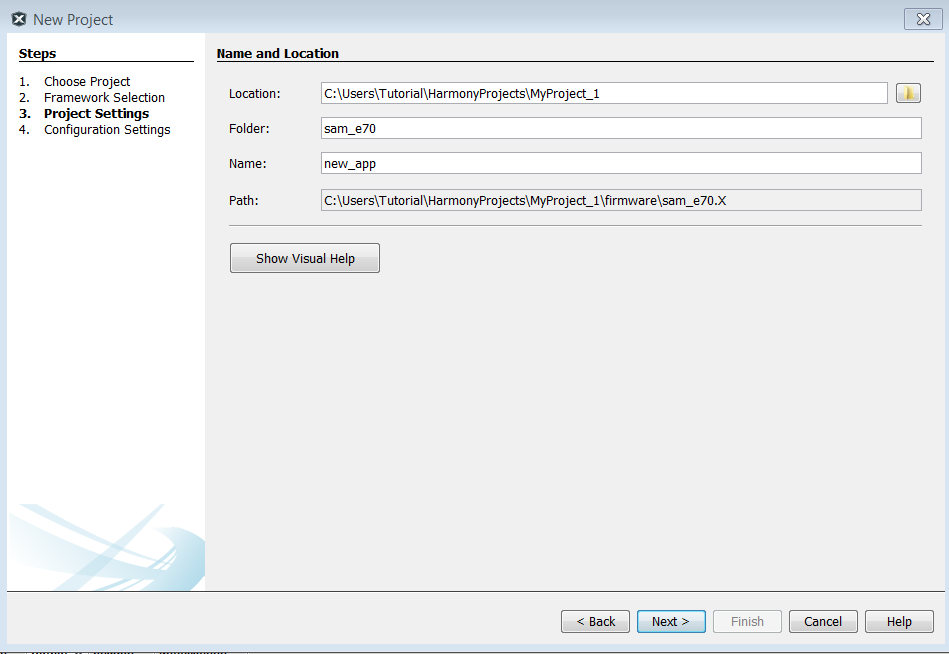 New Project
Steps
1. Choose Project
2. Framework Selection
3. Project Settings
4. Configuration Settings
Name and Location
Location: C:\Users\Tutorial\HarmonyProjects\MyProject_1
Folder: sam_e70
Name: new_app
Path: C:\Users\Tutorial\HarmonyProjects\MyProject_1\firmware\sam_e70.X
Show Visual Help
< Back Next > Finish Cancel Help